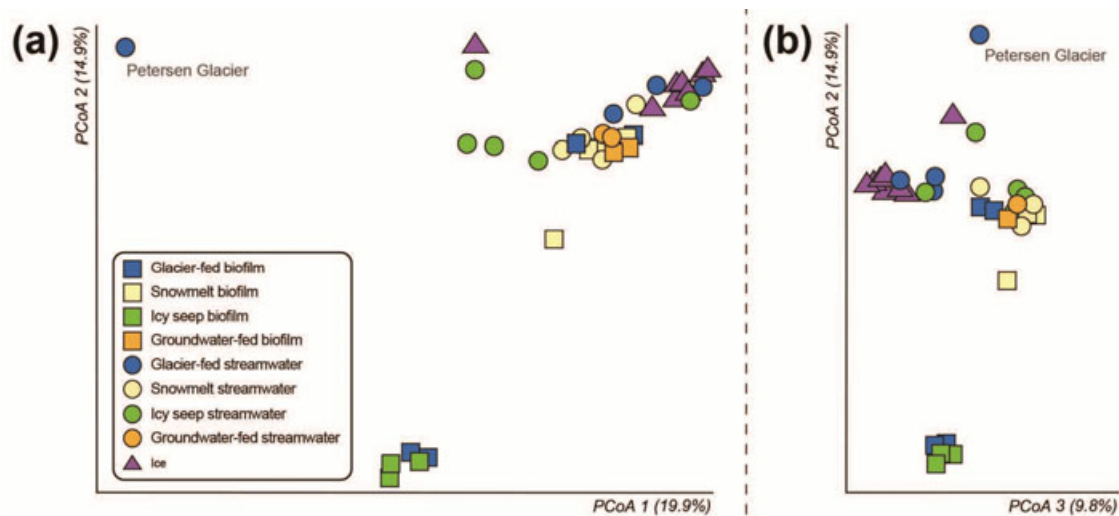 (a)
PCoA 2 (14.9%)
Petersen Glacier
Glacier-fed biofilm
Snowmelt biofilm
Icy seep biofilm
Groundwater-fed biofilm
Glacier-fed streamwater
Snowmelt streamwater
Icy seep streamwater
Groundwater-fed streamwater
Ice
PCoA 1 (19.9%)
(b)
PCoA 2 (14.9%)
Petersen Glacier
PCoA 3 (9.8%)